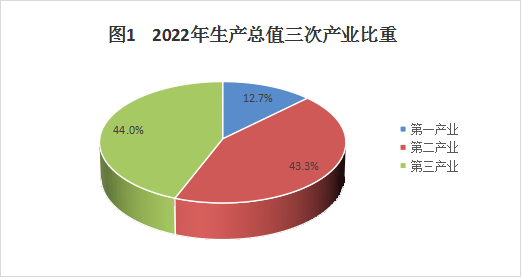 图1 2022年生产总值三次产业比重
12.7%
44.0%
43.3%
第一产业
第二产业
第三产业